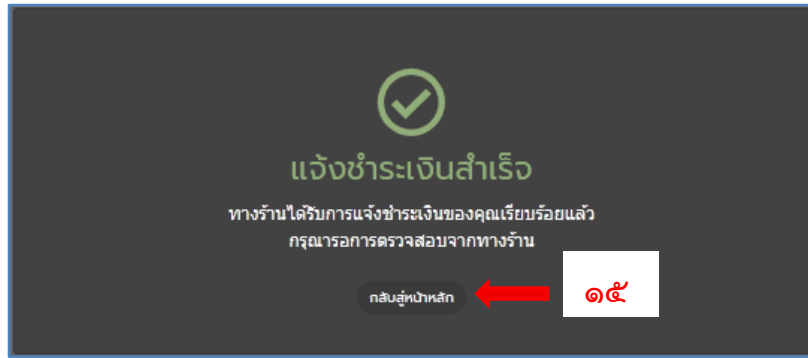 แจ้งชำระเงินสำเร็จ
ทางร้านได้รับการแจ้งชำระเงินของคุณเรียบร้อยแล้ว
กรุณารอการตรวจสอบจากทางร้าน
กลับสู่หน้าหลัก
๑๕